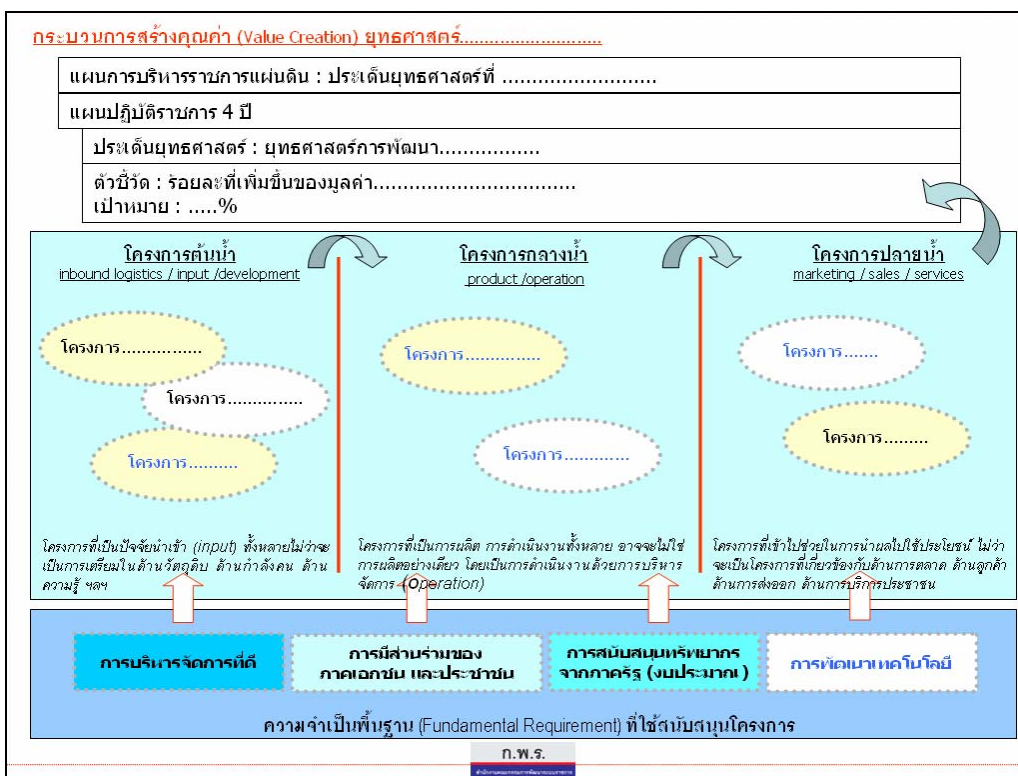 กระบวนการสร้างคุณค่า (Value Creation) ยุทธศาสตร์............................
แผนการบริหารราชการแผ่นดิน : ประเด็นยุทธศาสตร์ที่ ...........................
แผนปฏิบัติราชการ 4 ปี
ประเด็นยุทธศาสตร์ : ยุทธศาสตร์การพัฒนา.................
ตัวชี้วัด : ร้อยละที่เพิ่มขึ้นของมูลค่า...................................
เป้าหมาย : .....%
โครงการต้นน้ำ
inbound logistics / input /development
โครงการ................
โครงการ..............
โครงการ..........
โครงการที่เป็นปัจจัยนำเข้า (input) ทั้งหลายไม่ว่าจะ
เป็นการเตรียมในด้านวัตถุดิบ ด้านกำลังคน ด้าน
ความรู้ ฯลฯ
โครงการกลางน้ำ
product /operation
โครงการ..............
โครงการ.............
โครงการที่เป็นการผลิต การดำเนินงานทั้งหลาย อาจจะไม่ใช่
การผลิตอย่างเดียว โดยเป็นการดำเนินงานด้วยการบริหาร
จัดการ (Operation)
โครงการปลายน้ำ
marketing / sales / services
โครงการ.......
โครงการ.........
โครงการที่เข้าไปช่วยในการนำผลไปใช้ประโยชน์ ไม่ว่า
จะเป็นโครงการที่เกี่ยวข้องกับด้านการตลาด ด้านลูกค้า
ด้านการส่งออก ด้านการบริการประชาชน
การบริหารจัดการที่ดี
การมีส่วนร่วมของ
ภาคเอกชน และประชาชน
การสนับสนุนทรัพยากร
จากภาครัฐ (งบประมาณ)
การพัฒนาเทคโนโลยี
ความจำเป็นพื้นฐาน (Fundamental Requirement) ที่ใช้สนับสนุนโครงการ
ก.พ.ร.
สำนักงานคณะกรรมการพัฒนาระบบราชการ